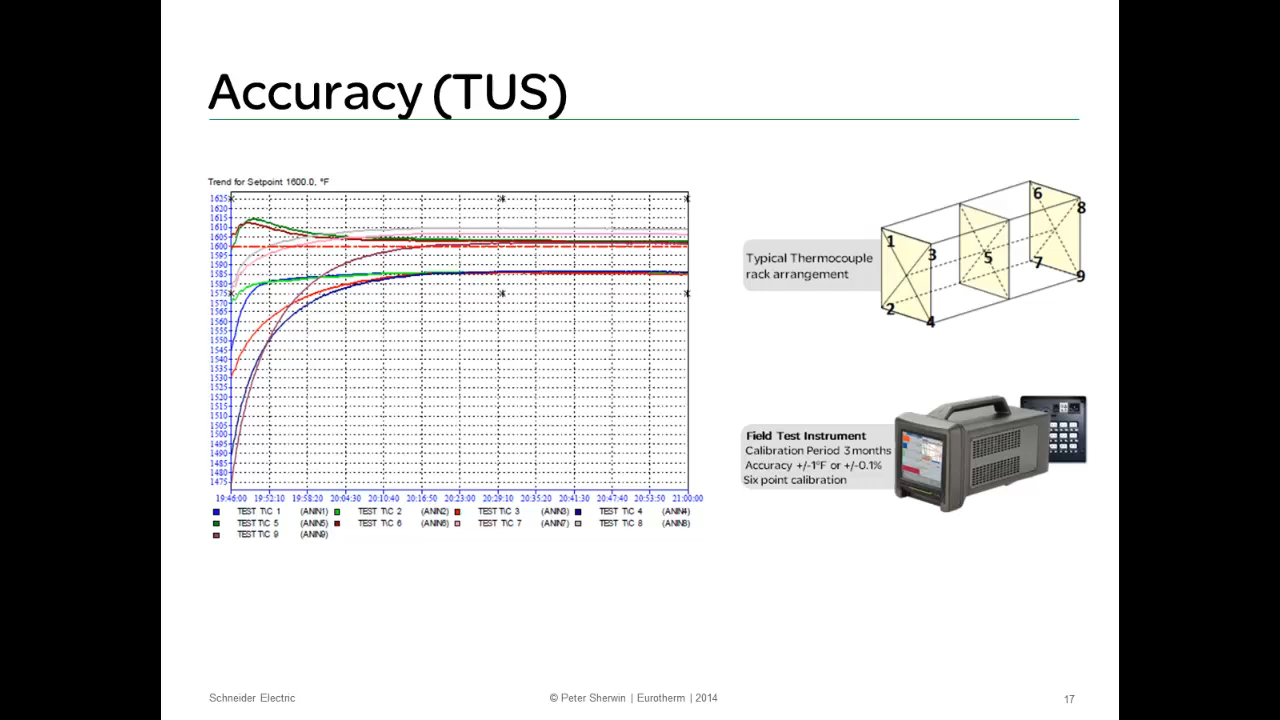 Accuracy (TUS)
Trend for Setpoint 1600.0, °F
1625
1620
1615
1610
1605
1600
1595
1590
1585
1580
1575
1570
1565
1560
1555
1550
1545
1540
1535
1530
1525
1520
1515
1510
1505
1500
1495
1490
1485
1480
1475
19:46:00 19:52:10 19:58:20 20:04:30 20:10:40 20:16:50 20:23:00 20:29:10 20:35:20 20:41:30 20:47:40 20:53:50 21:00:00
TEST T\C 1 (ANIN1) TEST T\C 2 (ANIN2) TEST T\C 3 (ANIN3) TEST T\C 4 (ANIN4)
TEST T\C 5 (ANIN5) TEST T\C 6 (ANIN6) TEST T\C 7 (ANIN7) TEST T\C 8 (ANIN8)
TEST T\C 9 (ANIN9)
Typical Thermocouple
rack arrangement
1
2
3
4
5
6
7
8
9
Field Test Instrument
Calibration Period 3 months
Accuracy +/-1°F or +/-0.1%
Six point calibration
Schneider Electric
© Peter Sherwin | Eurotherm | 2014
17